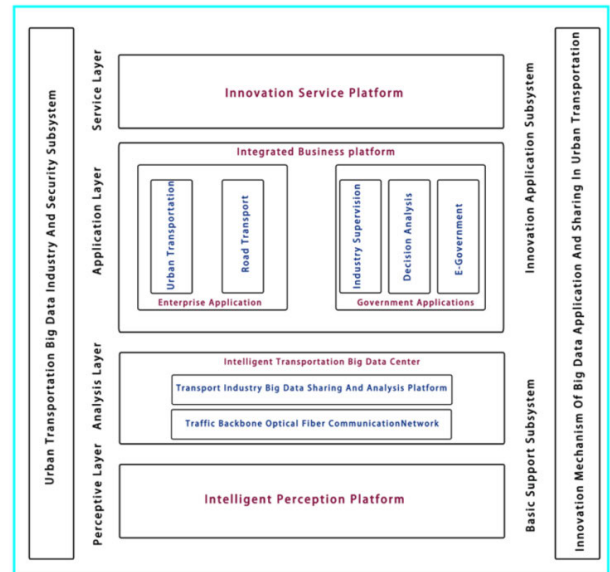 Urban Transportation Big Data Industry And Security Subsystem
Service Layer
Innovation Service Platform
Innovation Application Subsystem
Innovation Mechanism Of Big Data Application And Sharing In Urban Transportation
Application Layer
Integrated Business platform
Urban Transportation
Road Transport
Enterprise Application
Industry Supervision
Decision Analysis
E-Government
Government Applications
Analysis Layer
Intelligent Transportation Big Data Center
Transport Industry Big Data Sharing And Analysis Platform
Traffic Backbone Optical Fiber CommunicationNetwork
Basic Support Subsystem
Perceptive Layer
Intelligent Perception Platform